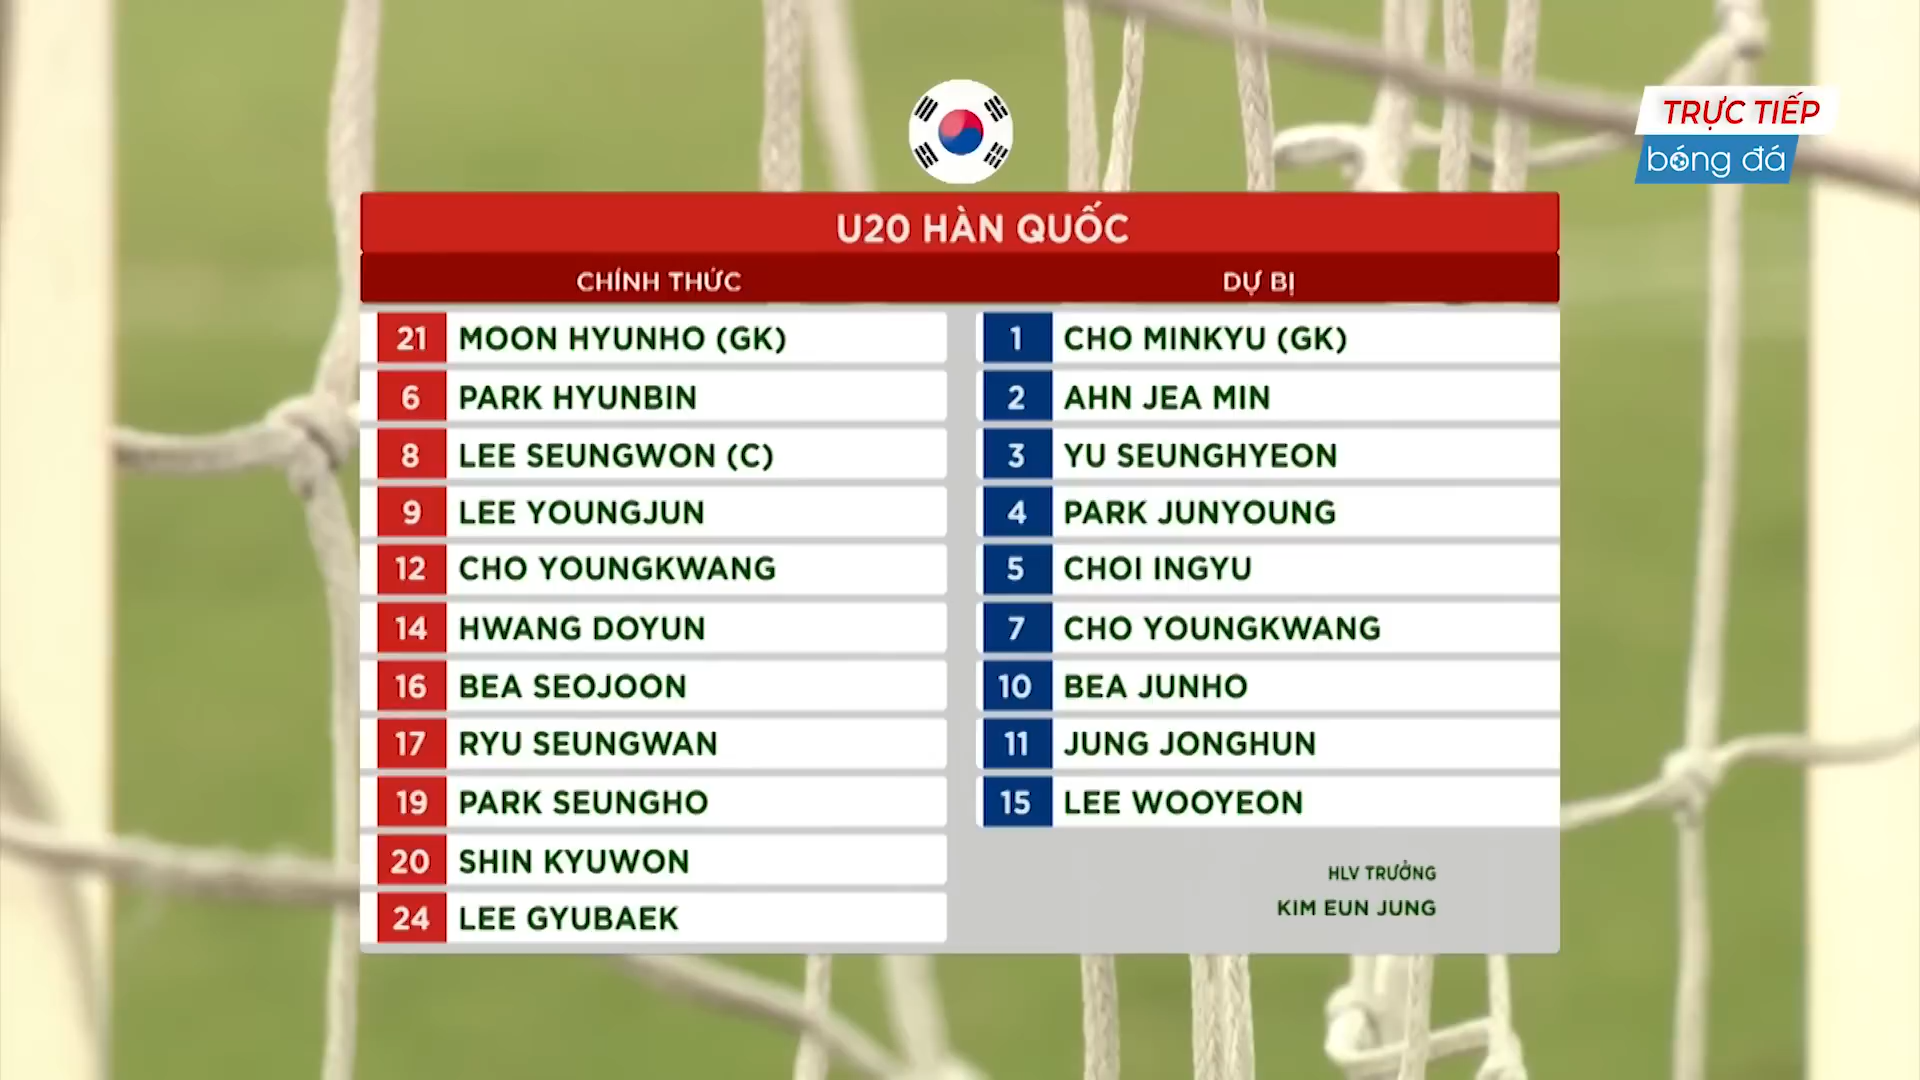 TRỰC TIẾP
bóng đá
U20 HÀN QUỐC
CHÍNH THỨC
21 MOON HYUNHO (GK)
6 PARK HYUNBIN
8 LEE SEUNGWON (C)
9 LEE YOUNGJUN
12 CHO YOUNGKWANG
14 HWANG DOYUN
16 BEA SEOJOON
17 RYU SEUNGWAN
19 PARK SEUNGHO
20 SHIN KYUWON
24 LEE GYUBAEK
DỰ BỊ
1 CHO MINKYU (GK)
2 AHN JEA MIN
3 YU SEUNGHYEON
4 PARK JUNYOUNG
5 CHOI INGYU
7 CHO YOUNGKWANG
10 BEA JUNHO
11 JUNG JONGHUN
15 LEE WOOYEON
HLV TRƯỞNG
KIM EUN JUNG